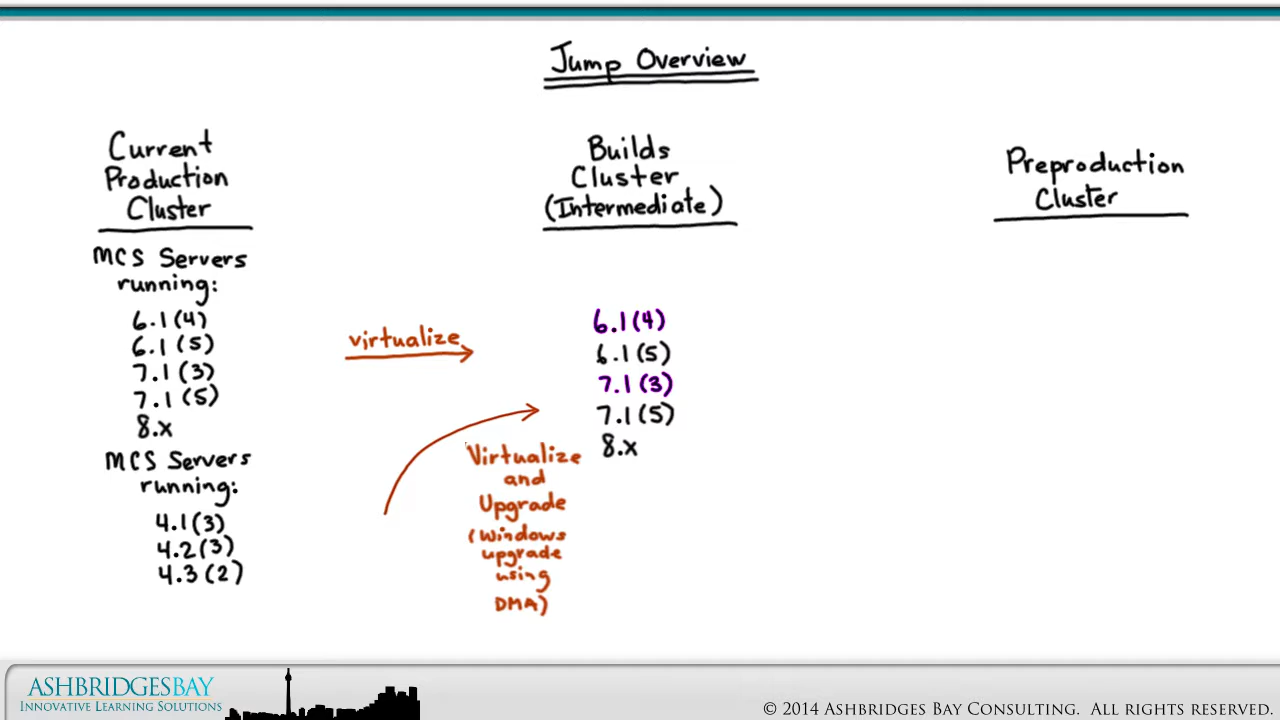 Jump Overview
Current
Production
Cluster
MCS Servers
running:
6.1(4)
6.1(5)
7.1(3)
7.1(5)
8.x
MCS Servers
running:
4.1(3)
4.2(3)
4.3(2)
virtualize
Virtualize
and
Upgrade
(Windows
upgrade
using
DMA)
Builds
Cluster
(Intermediate)
6.1(4)
6.1(5)
7.1(3)
7.1(5)
8.x
Preproduction
Cluster
ASHBRIDGESBAY
INNOVATIVE LEARNING SOLUTIONS
© 2014 ASHBRIDGES BAY CONSULTING. ALL RIGHTS RESERVED.